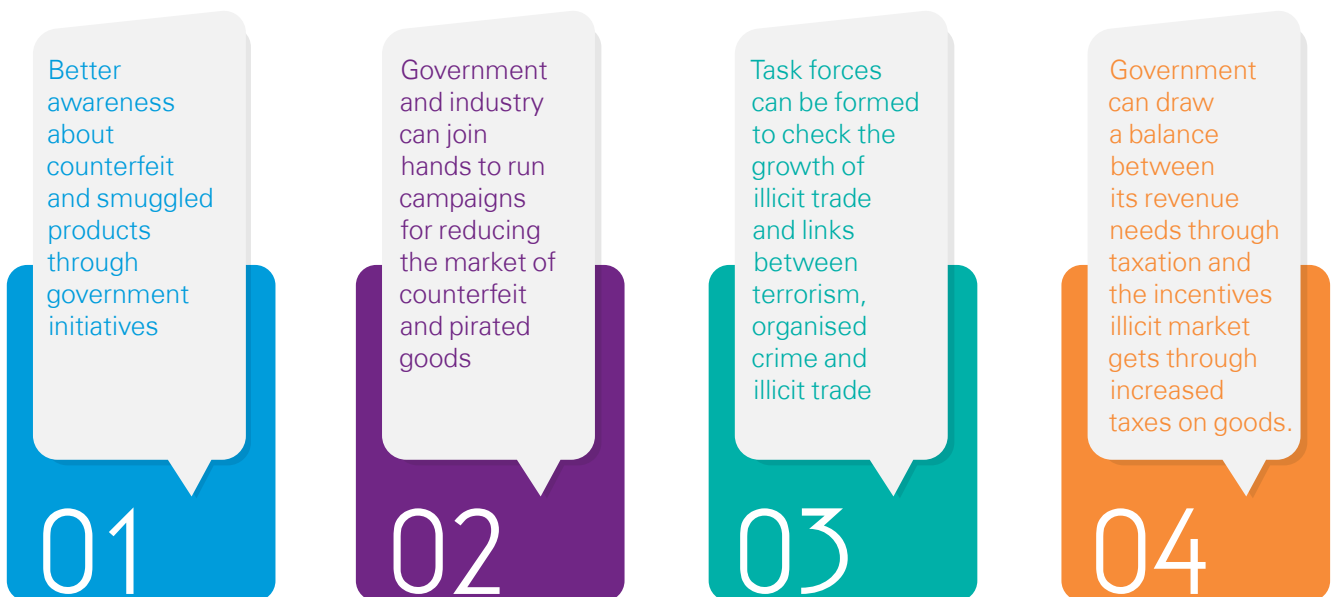 Better
awareness
about
counterfeit
and smuggled
products
through
government
initiatives
01
Government
and industry
can join
hands to run
campaigns
for reducing
the market of
counterfeit
and pirated
goods
02
Task forces
can be formed
to check the
growth of
illicit trade
and links
between
terrorism,
organised
crime and
illicit trade
03
Government
can draw
a balance
between
its revenue
needs through
taxation and
the incentives
illicit market
gets through
increased
taxes on goods.
04